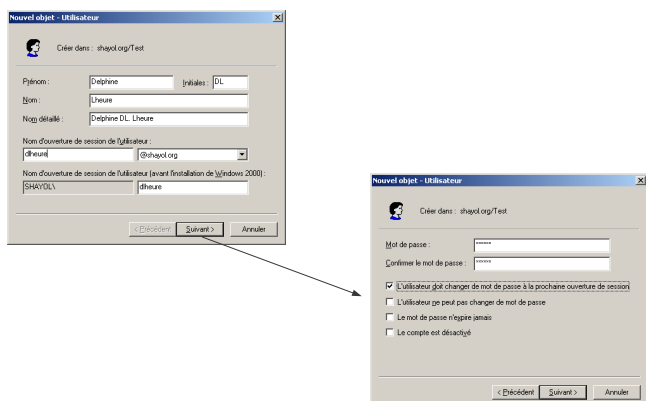 Nouvel objet - Utilisateur
Créer dans : shayol.org/Test
Prénom : Delphine Initiales : DL
Nom : Lheure
Nom détaillé : Delphine DL. Lheure
Nom d'ouverture de session de l'utilisateur :
dlheure @shayol.org
Nom d'ouverture de session de l'utilisateur (avant l'installation de Windows 2000) :
SHAYOL\ dlheure
< Précédent Suivant > Annuler
Nouvel objet - Utilisateur
Créer dans : shayol.org/Test
Mot de passe : ******
Confirmer le mot de passe : ******
L'utilisateur doit changer de mot de passe à la prochaine ouverture de session
L'utilisateur ne peut pas changer de mot de passe
Le mot de passe n'expire jamais
Le compte est désactivé
< Précédent Suivant > Annuler